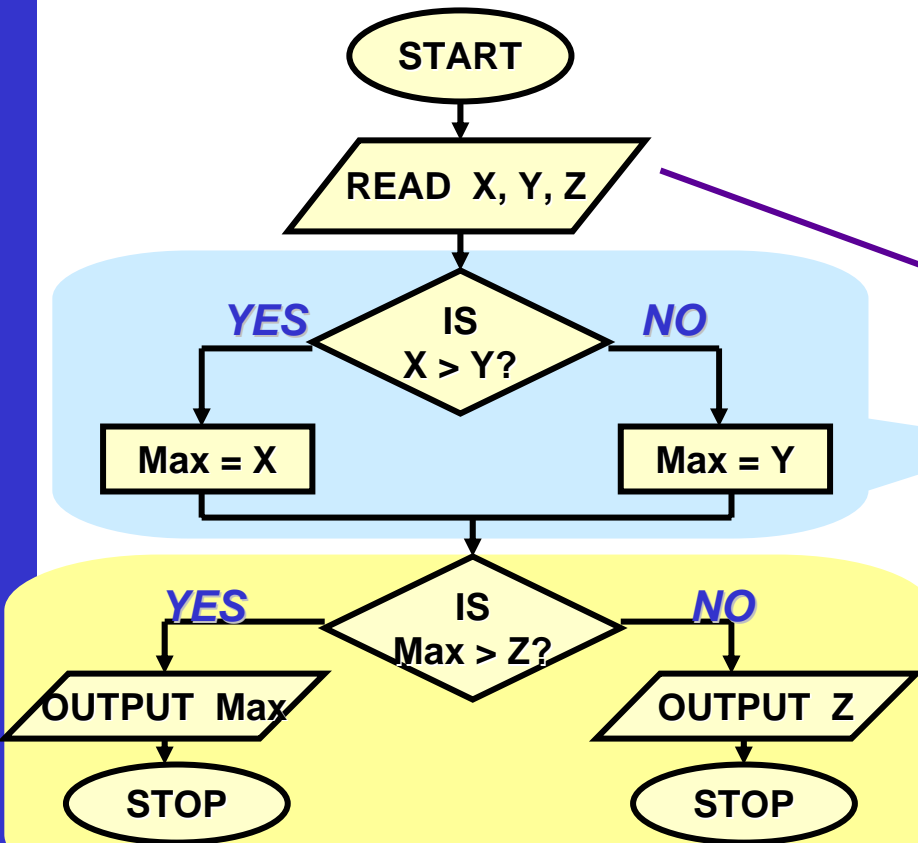 START
READ X, Y, Z
YES
IS
X > Y?
NO
Max = X
Max = Y
YES
IS
Max > Z?
NO
OUTPUT Max
OUTPUT Z
STOP
STOP